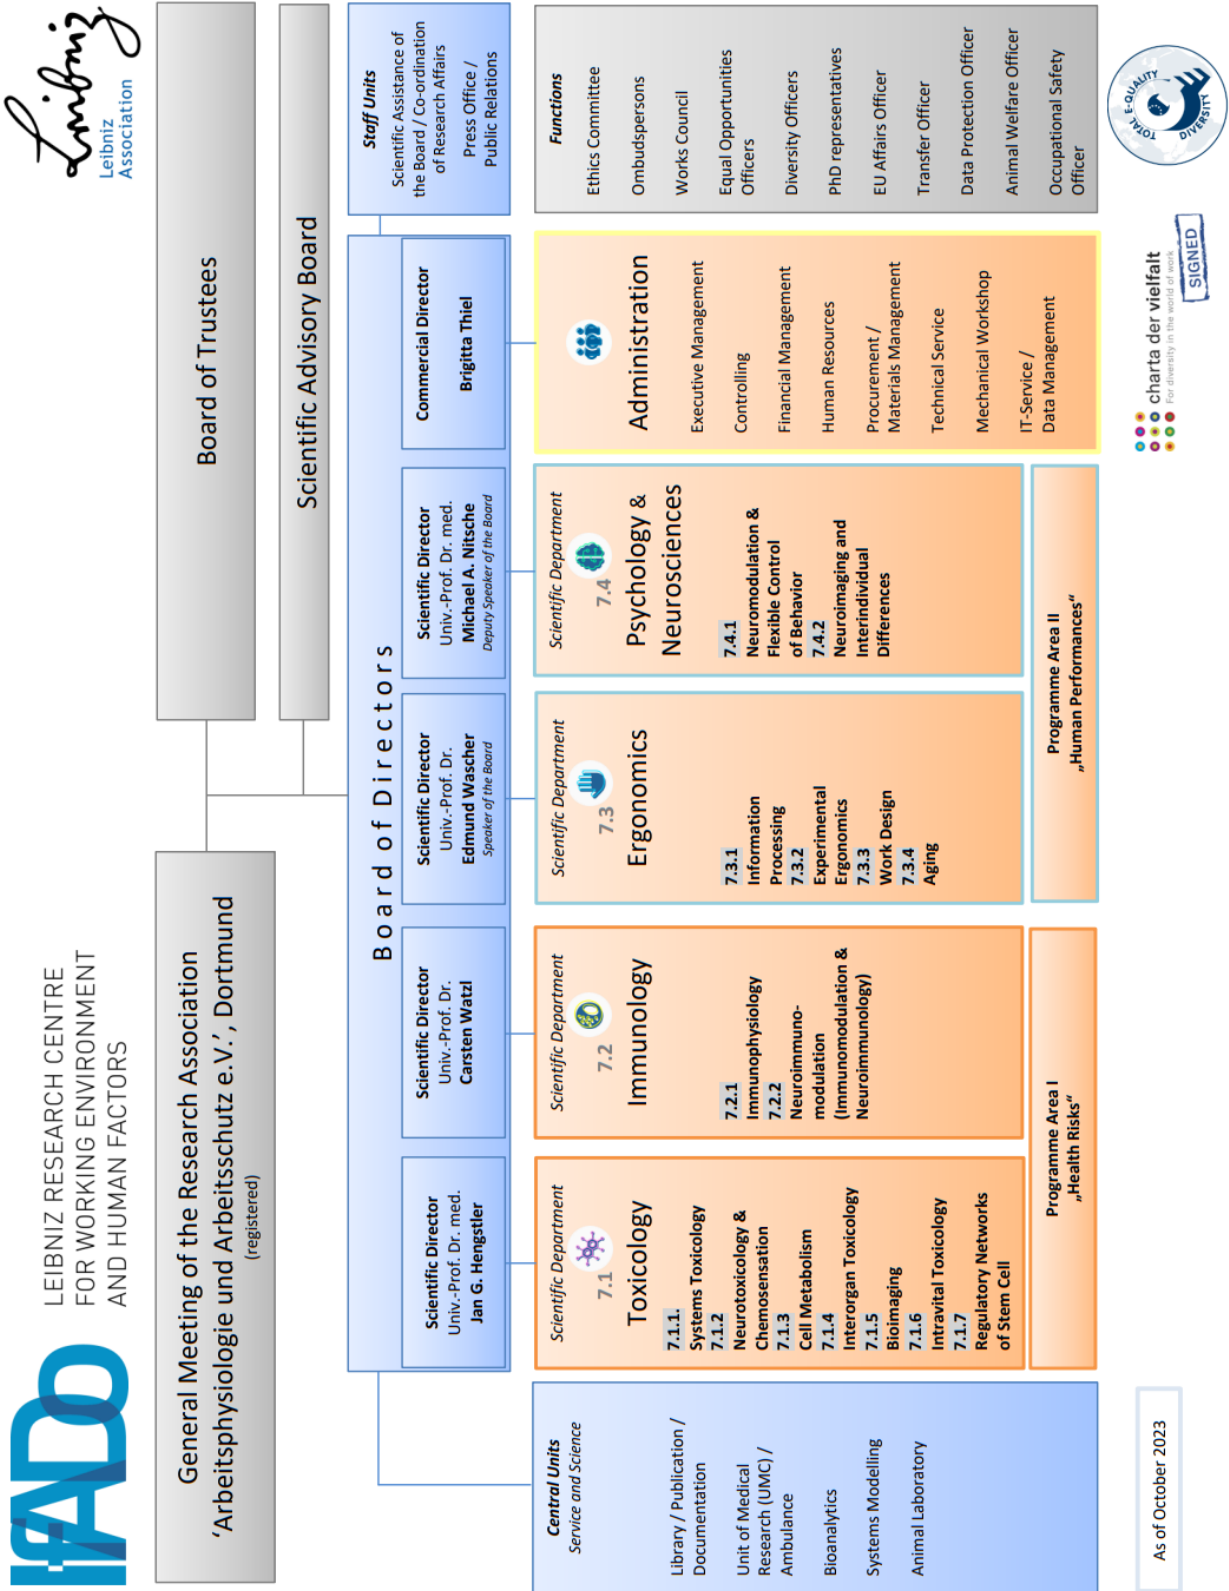 IfADo
LEIBNIZ RESEARCH CENTRE
FOR WORKING ENVIRONMENT
AND HUMAN FACTORS
Leibniz
Leibniz
Association
General Meeting of the Research Association
‘Arbeitsphysiologie und Arbeitsschutz e.V.’, Dortmund
(registered)
Board of Trustees
Scientific Advisory Board
Board of Directors
Scientific Director
Univ.-Prof. Dr. med.
Jan G. Hengstler
Scientific Director
Univ.-Prof. Dr.
Carsten Watzl
Scientific Director
Univ.-Prof. Dr.
Edmund Wascher
Speaker of the Board
Scientific Director
Univ.-Prof. Dr. med.
Michael A. Nitsche
Deputy Speaker of the Board
Commercial Director
Brigitta Thiel
Staff Units
Scientific Assistance of
the Board / Co-ordination
of Research Affairs
Press Office /
Public Relations
Central Units
Service and Science
Library / Publication /
Documentation
Unit of Medical
Research (UMC) /
Ambulance
Bioanalytics
Systems Modelling
Animal Laboratory
Scientific Department
7.1
Toxicology
7.1.1.
Systems Toxicology
7.1.2
Neurotoxicology &
Chemosensation
7.1.3
Cell Metabolism
7.1.4
Interorgan Toxicology
7.1.5
Bioimaging
7.1.6
Intravital Toxicology
7.1.7
Regulatory Networks
of Stem Cell
Scientific Department
7.2
Immunology
7.2.1
Immunophysiology
7.2.2
Neuroimmuno-
modulation
(Immunomodulation &
Neuroimmunology)
Programme Area I
„Health Risks“
Scientific Department
7.3
Ergonomics
7.3.1
Information
Processing
7.3.2
Experimental
Ergonomics
7.3.3
Work Design
7.3.4
Aging
Scientific Department
7.4
Psychology &
Neurosciences
7.4.1
Neuromodulation &
Flexible Control
of Behavior
7.4.2
Neuroimaging and
Interindividual
Differences
Programme Area II
„Human Performances“
Administration
Executive Management
Controlling
Financial Management
Human Resources
Procurement /
Materials Management
Technical Service
Mechanical Workshop
IT-Service /
Data Management
Functions
Ethics Committee
Ombudspersons
Works Council
Equal Opportunities
Officers
Diversity Officers
PhD representatives
EU Affairs Officer
Transfer Officer
Data Protection Officer
Animal Welfare Officer
Occupational Safety
Officer
As of October 2023
charta der vielfalt
For diversity in the world of work
SIGNED
TOTAL E-QUALITY
DIVERSITY